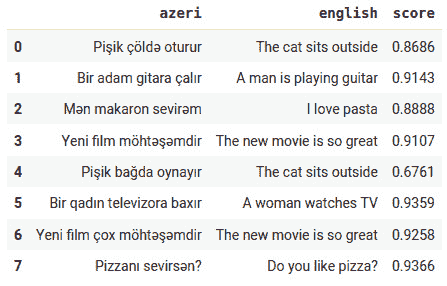 azeri english score
0 Pişik çöldə oturur The cat sits outside 0.8686
1 Bir adam gitara çalır A man is playing guitar 0.9143
2 Mən makaron sevirəm I love pasta 0.8888
3 Yeni film möhtəşəmdir The new movie is so great 0.9107
4 Pişik bağda oynayır The cat sits outside 0.6761
5 Bir qadın televizora baxır A woman watches TV 0.9359
6 Yeni film çox möhtəşəmdir The new movie is so great 0.9258
7 Pizzanı sevirsən? Do you like pizza? 0.9366